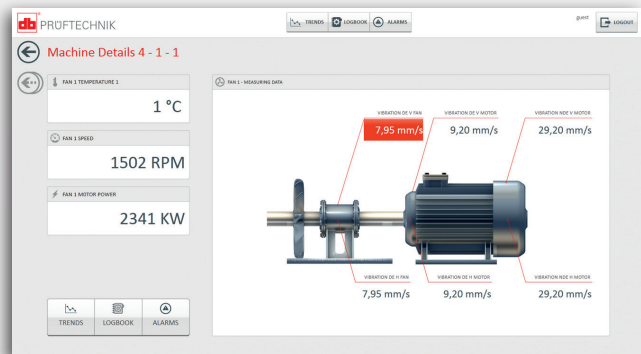 db PRÜFTECHNIK
TRENDS LOGBOOK ALARMS
guest
LOGOUT
Machine Details 4 - 1 - 1
FAN 1 TEMPERATURE 1
1 °C
FAN 1 SPEED
1502 RPM
FAN 1 MOTOR POWER
2341 KW
TRENDS LOGBOOK ALARMS
FAN 1 - MEASURING DATA
VIBRATION DE V FAN VIBRATION DE V MOTOR VIBRATION NDE V MOTOR
7,95 mm/s 9,20 mm/s 29,20 mm/s
VIBRATION DE H FAN VIBRATION DE H MOTOR VIBRATION NDE H MOTOR
7,95 mm/s 9,20 mm/s 29,20 mm/s